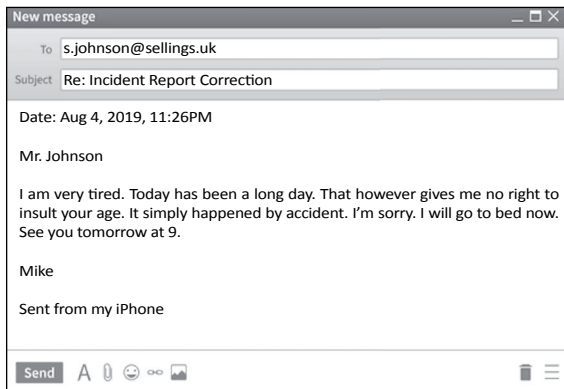 New message
To s.johnson@sellings.uk
Subject Re: Incident Report Correction
Date: Aug 4, 2019, 11:26PM
Mr. Johnson
I am very tired. Today has been a long day. That however gives me no right to
insult your age. It simply happened by accident. I'm sorry. I will go to bed now.
See you tomorrow at 9.
Mike
Sent from my iPhone
Send A